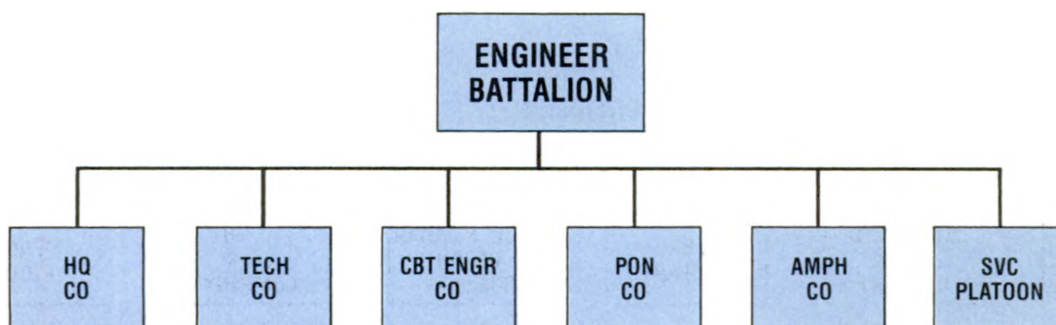 ENGINEER
BATTALION
HQ
CO
TECH
CO
CBT ENGR
CO
PON
CO
AMPH
CO
SVC
PLATOON